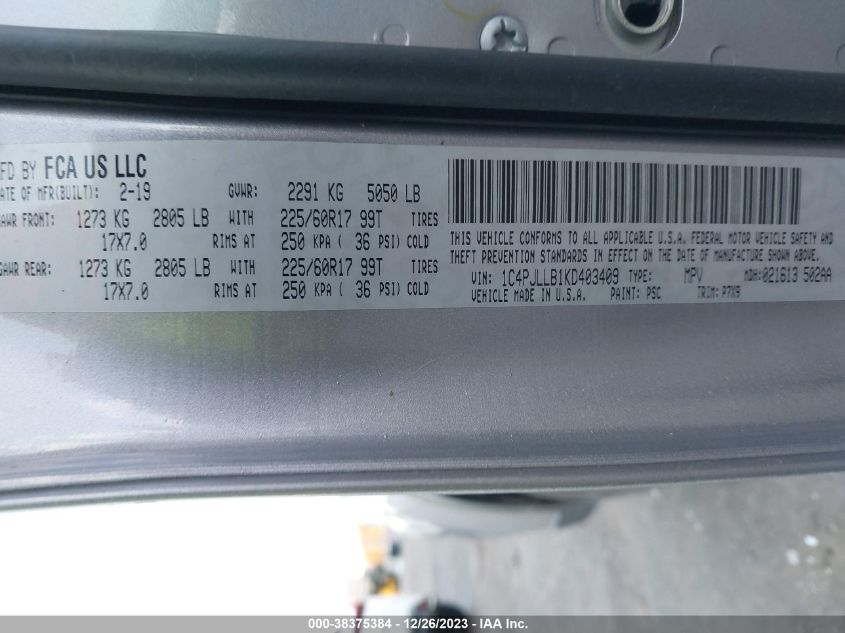 FD BY FCA US LLC
ATE OF MFR(BUILT): 2-19 GVWR: 2291 KG 5050 LB
AWR FRONT: 1273 KG 2805 LB WITH 225/60R17 99T TIRES
17X7.0 RIMS AT 250 KPA ( 36 PSI) COLD
GAWR REAR: 1273 KG 2805 LB WITH 225/60R17 99T TIRES
17X7.0 RIMS AT 250 KPA ( 36 PSI) COLD
THIS VEHICLE CONFORMS TO ALL APPLICABLE U.S.A. FEDERAL MOTOR VEHICLE SAFETY AND
THEFT PREVENTION STANDARDS IN EFFECT ON THE DATE OF MANUFACTURE SHOWN ABOVE.
VIN: 1C4PJLLB1KD403409 TYPE: MPV MDH:021613 502AA
VEHICLE MADE IN U.S.A. PAINT: PSC TRIM: P7X9
000-38375384 - 12/26/2023 - IAA Inc.